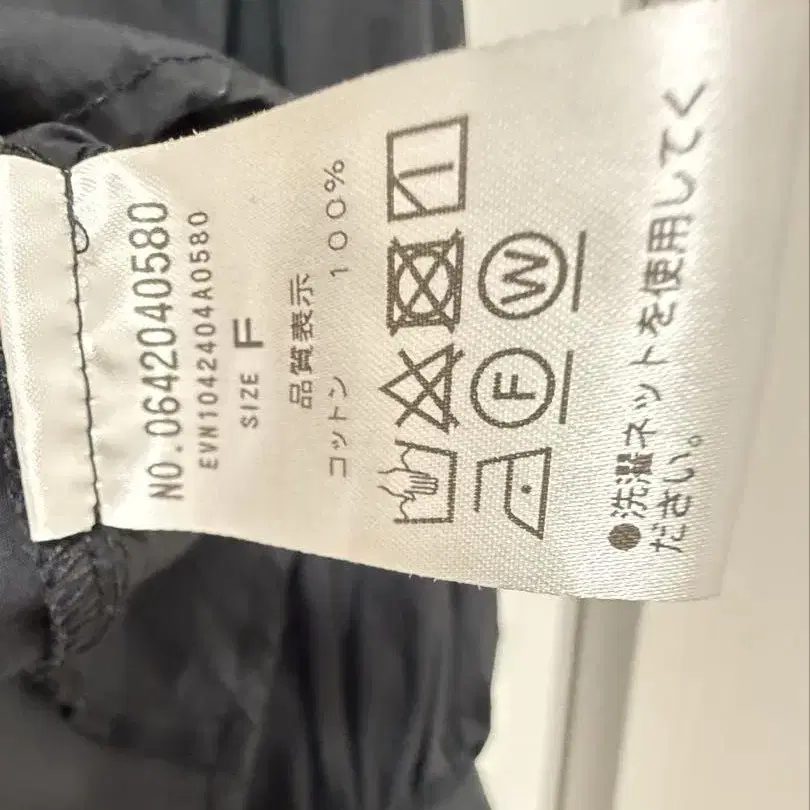 NO.0642040580
EVN1042404A0580
SIZE F
品質表示
コットン 100%
F W
●洗濯ネットを使用してく
ださい。